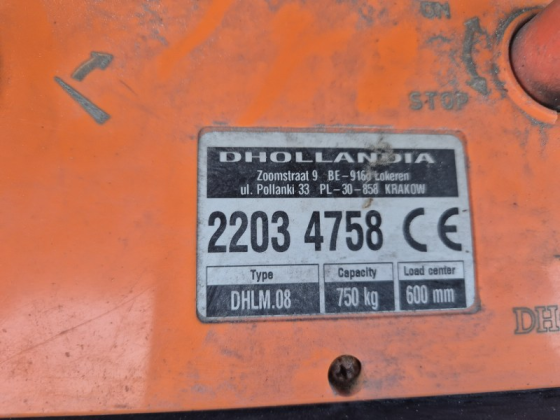 ON
STOP
DHOLLANDIA
Zoomstraat 9 BE-9160 Lokeren
ul. Pollanki 33 PL-30-858 KRAKOW
2203 4758 CE
Type Capacity Load center
DHLM.08 750 kg 600 mm
DH